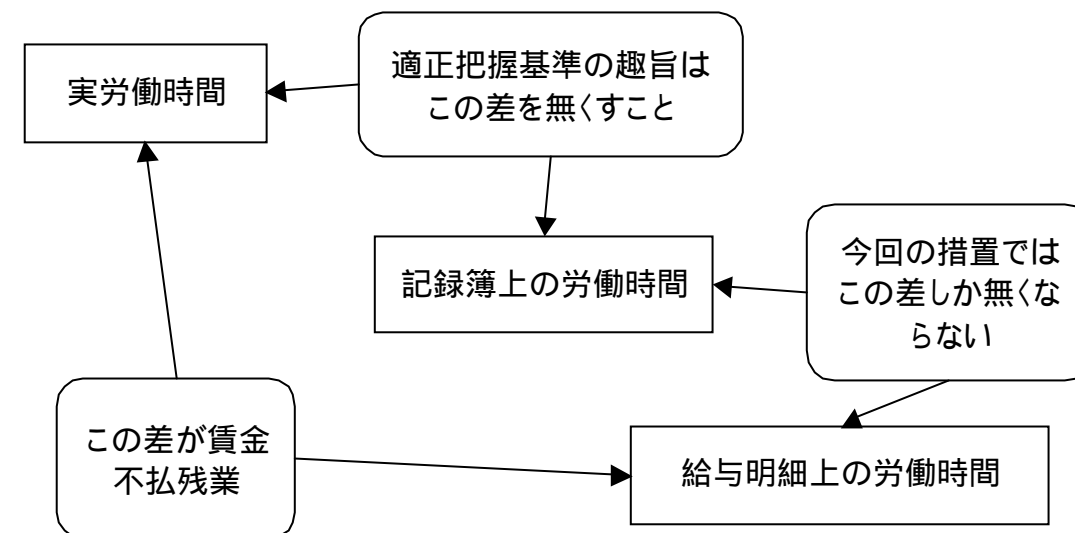 適正把握基準の趣旨は
この差を無くすこと
実労働時間
記録簿上の労働時間
今回の措置では
この差しか無くな
らない
この差が賃金
不払残業
給与明細上の労働時間